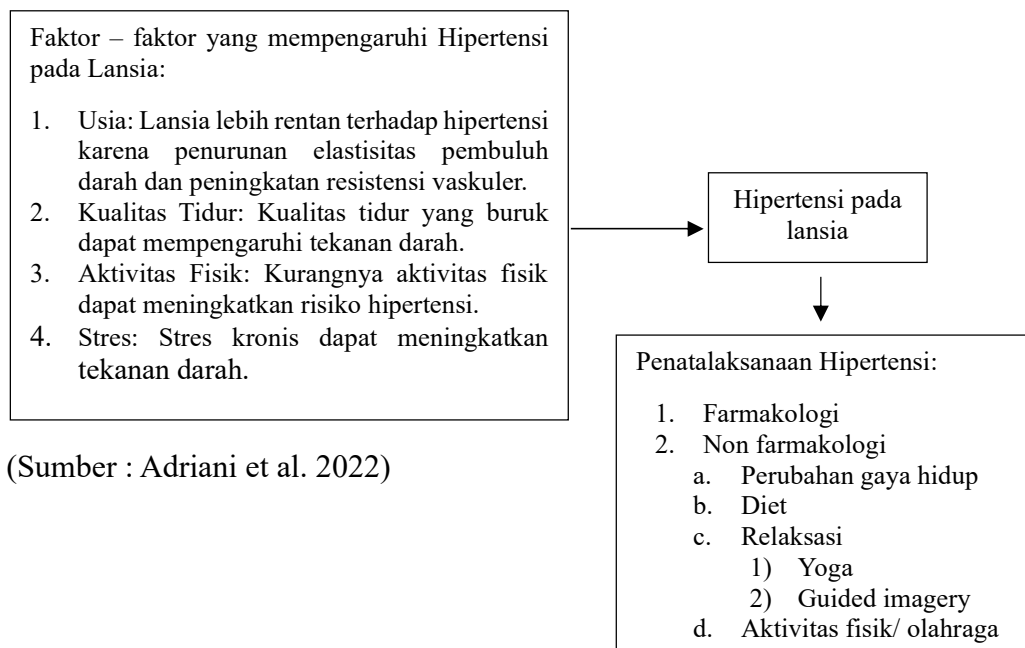 Faktor – faktor yang mempengaruhi Hipertensi
pada Lansia:
1. Usia: Lansia lebih rentan terhadap hipertensi
karena penurunan elastisitas pembuluh
darah dan peningkatan resistensi vaskuler.
2. Kualitas Tidur: Kualitas tidur yang buruk
dapat mempengaruhi tekanan darah.
3. Aktivitas Fisik: Kurangnya aktivitas fisik
dapat meningkatkan risiko hipertensi.
4. Stres: Stres kronis dapat meningkatkan
tekanan darah.
(Sumber : Adriani et al. 2022)
Hipertensi pada
lansia
Penatalaksanaan Hipertensi:
1. Farmakologi
2. Non farmakologi
a. Perubahan gaya hidup
b. Diet
c. Relaksasi
1) Yoga
2) Guided imagery
d. Aktivitas fisik/ olahraga